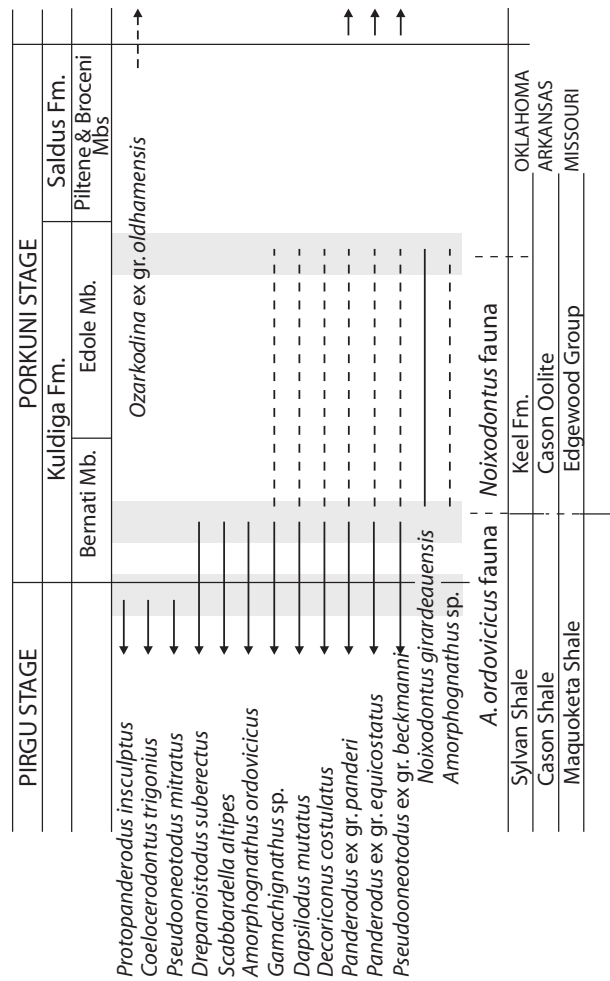 PIRGU STAGE
PORKUNI STAGE
Kuldiga Fm.
Saldus Fm.
Bernati Mb.
Edole Mb.
Piltene & Broceni
Mbs
Ozarkodina ex gr. oldhamensis
Protopanderodus insculptus
Coelocerodontus trigonius
Pseudooneotodus mitratus
Drepanoistodus suberectus
Scabbardella altipes
Amorphognathus ordovicicus
Gamachignathus sp.
Dapsilodus mutatus
Decoriconus costulatus
Panderodus ex gr. panderi
Panderodus ex gr. equicostatus
Pseudooneotodus ex gr. beckmanni
Noixodontus girardeauensis
Amorphognathus sp.
A. ordovicicus fauna
Noixodontus fauna
Sylvan Shale
Keel Fm.
OKLAHOMA
Cason Shale
Cason Oolite
ARKANSAS
Maquoketa Shale
Edgewood Group
MISSOURI